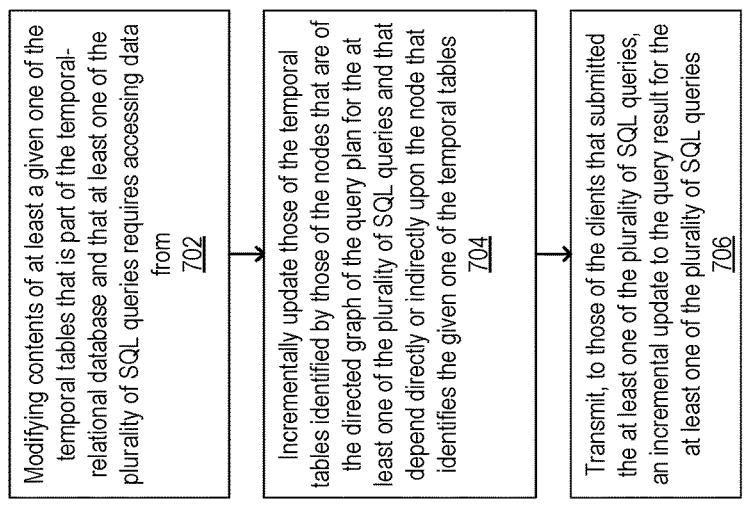 Modifying contents of at least a given one of the
temporal tables that is part of the temporal-
relational database and that at least one of the
plurality of SQL queries requires accessing data
from
702
Incrementally update those of the temporal
tables identified by those of the nodes that are of
the directed graph of the query plan for the at
least one of the plurality of SQL queries and that
depend directly or indirectly upon the node that
identifies the given one of the temporal tables
704
Transmit, to those of the clients that submitted
the at least one of the plurality of SQL queries,
an incremental update to the query result for the
at least one of the plurality of SQL queries
706